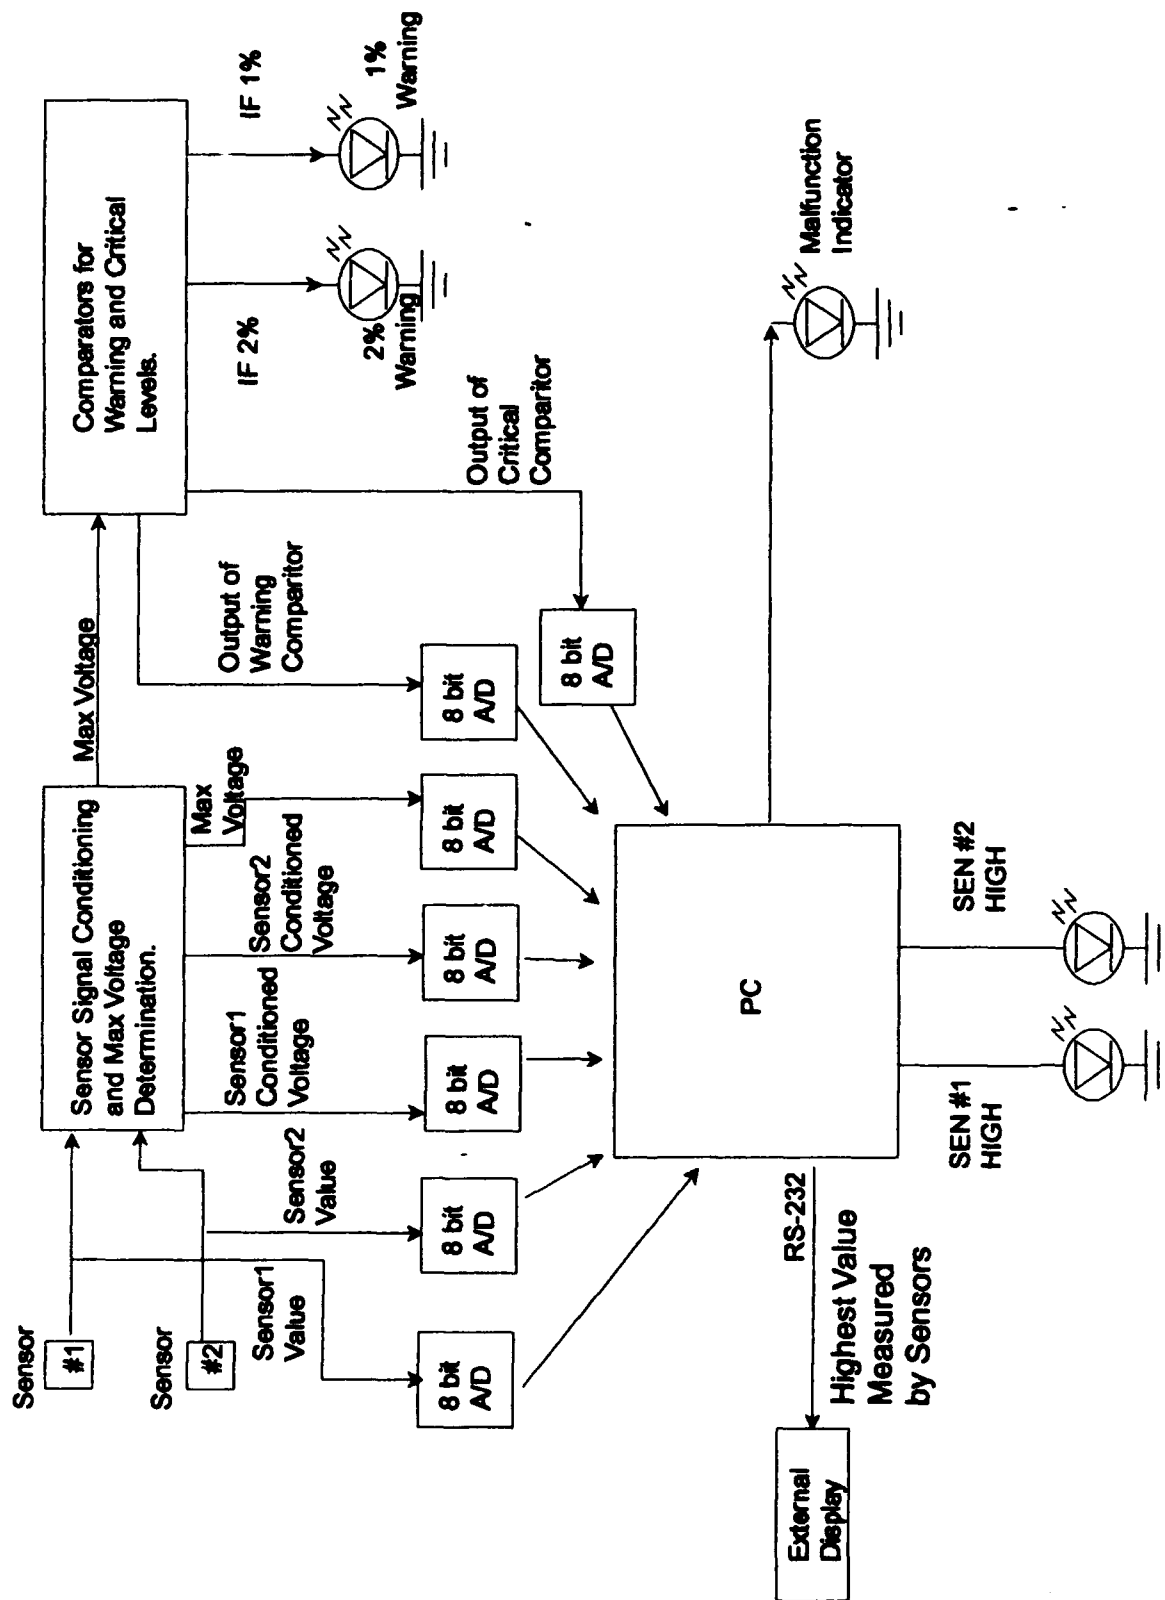 Sensor
#1
Sensor
#2
Sensor1
Value
Sensor2
Value
Sensor Signal Conditioning
and Max Voltage
Determination.
Sensor1
Conditioned
Voltage
Sensor2
Conditioned
Voltage
Max
Voltage
Max Voltage
Comparators for
Warning and Critical
Levels.
Output of
Warning
Comparitor
Output of
Critical
Comparitor
IF 2%
2%
Warning
IF 1%
1%
Warning
8 bit
A/D
8 bit
A/D
8 bit
A/D
8 bit
A/D
8 bit
A/D
8 bit
A/D
8 bit
A/D
PC
Malfunction
Indicator
RS-232
Highest Value
Measured
by Sensors
External
Display
SEN #1
HIGH
SEN #2
HIGH